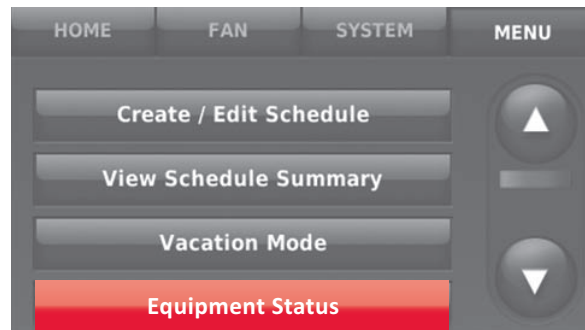 HOME FAN SYSTEM MENU
Create / Edit Schedule
View Schedule Summary
Vacation Mode
Equipment Status